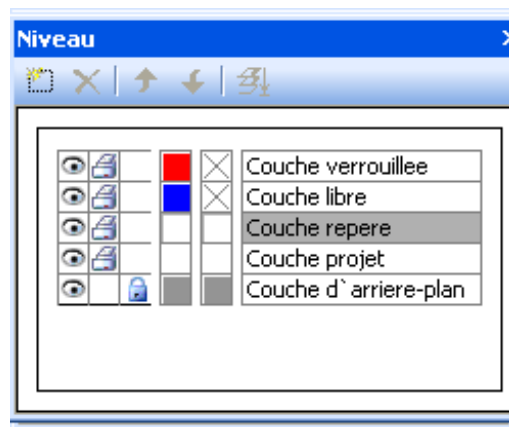 Niveau
Couche verrouillee
Couche libre
Couche repere
Couche projet
Couche d`arriere-plan